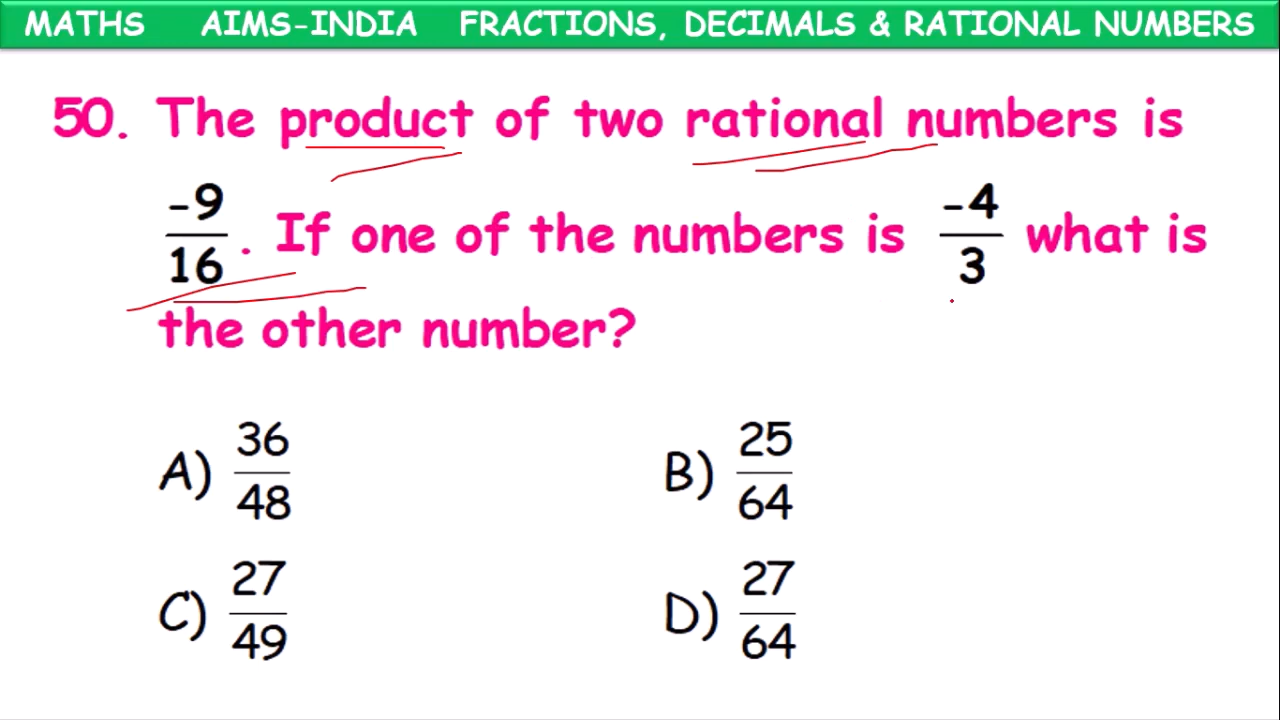 MATHS AIMS-INDIA FRACTIONS, DECIMALS & RATIONAL NUMBERS
50. The product of two rational numbers is
-9/16. If one of the numbers is -4/3 what is
the other number?
A) 36/48 B) 25/64
C) 27/49 D) 27/64